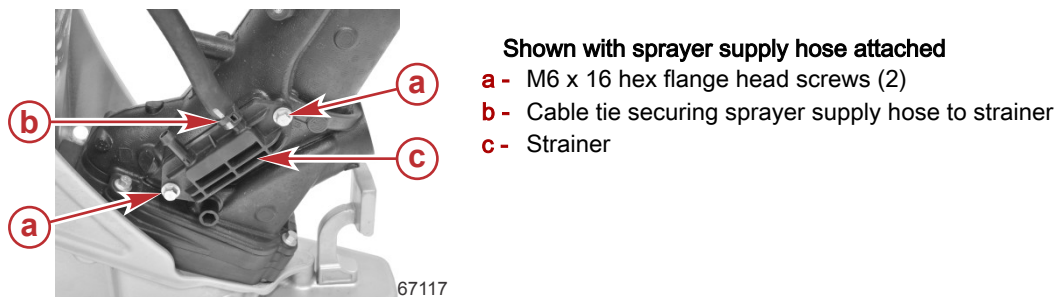 a
b
c
a
67117
Shown with sprayer supply hose attached
a - M6 x 16 hex flange head screws (2)
b - Cable tie securing sprayer supply hose to strainer
c - Strainer